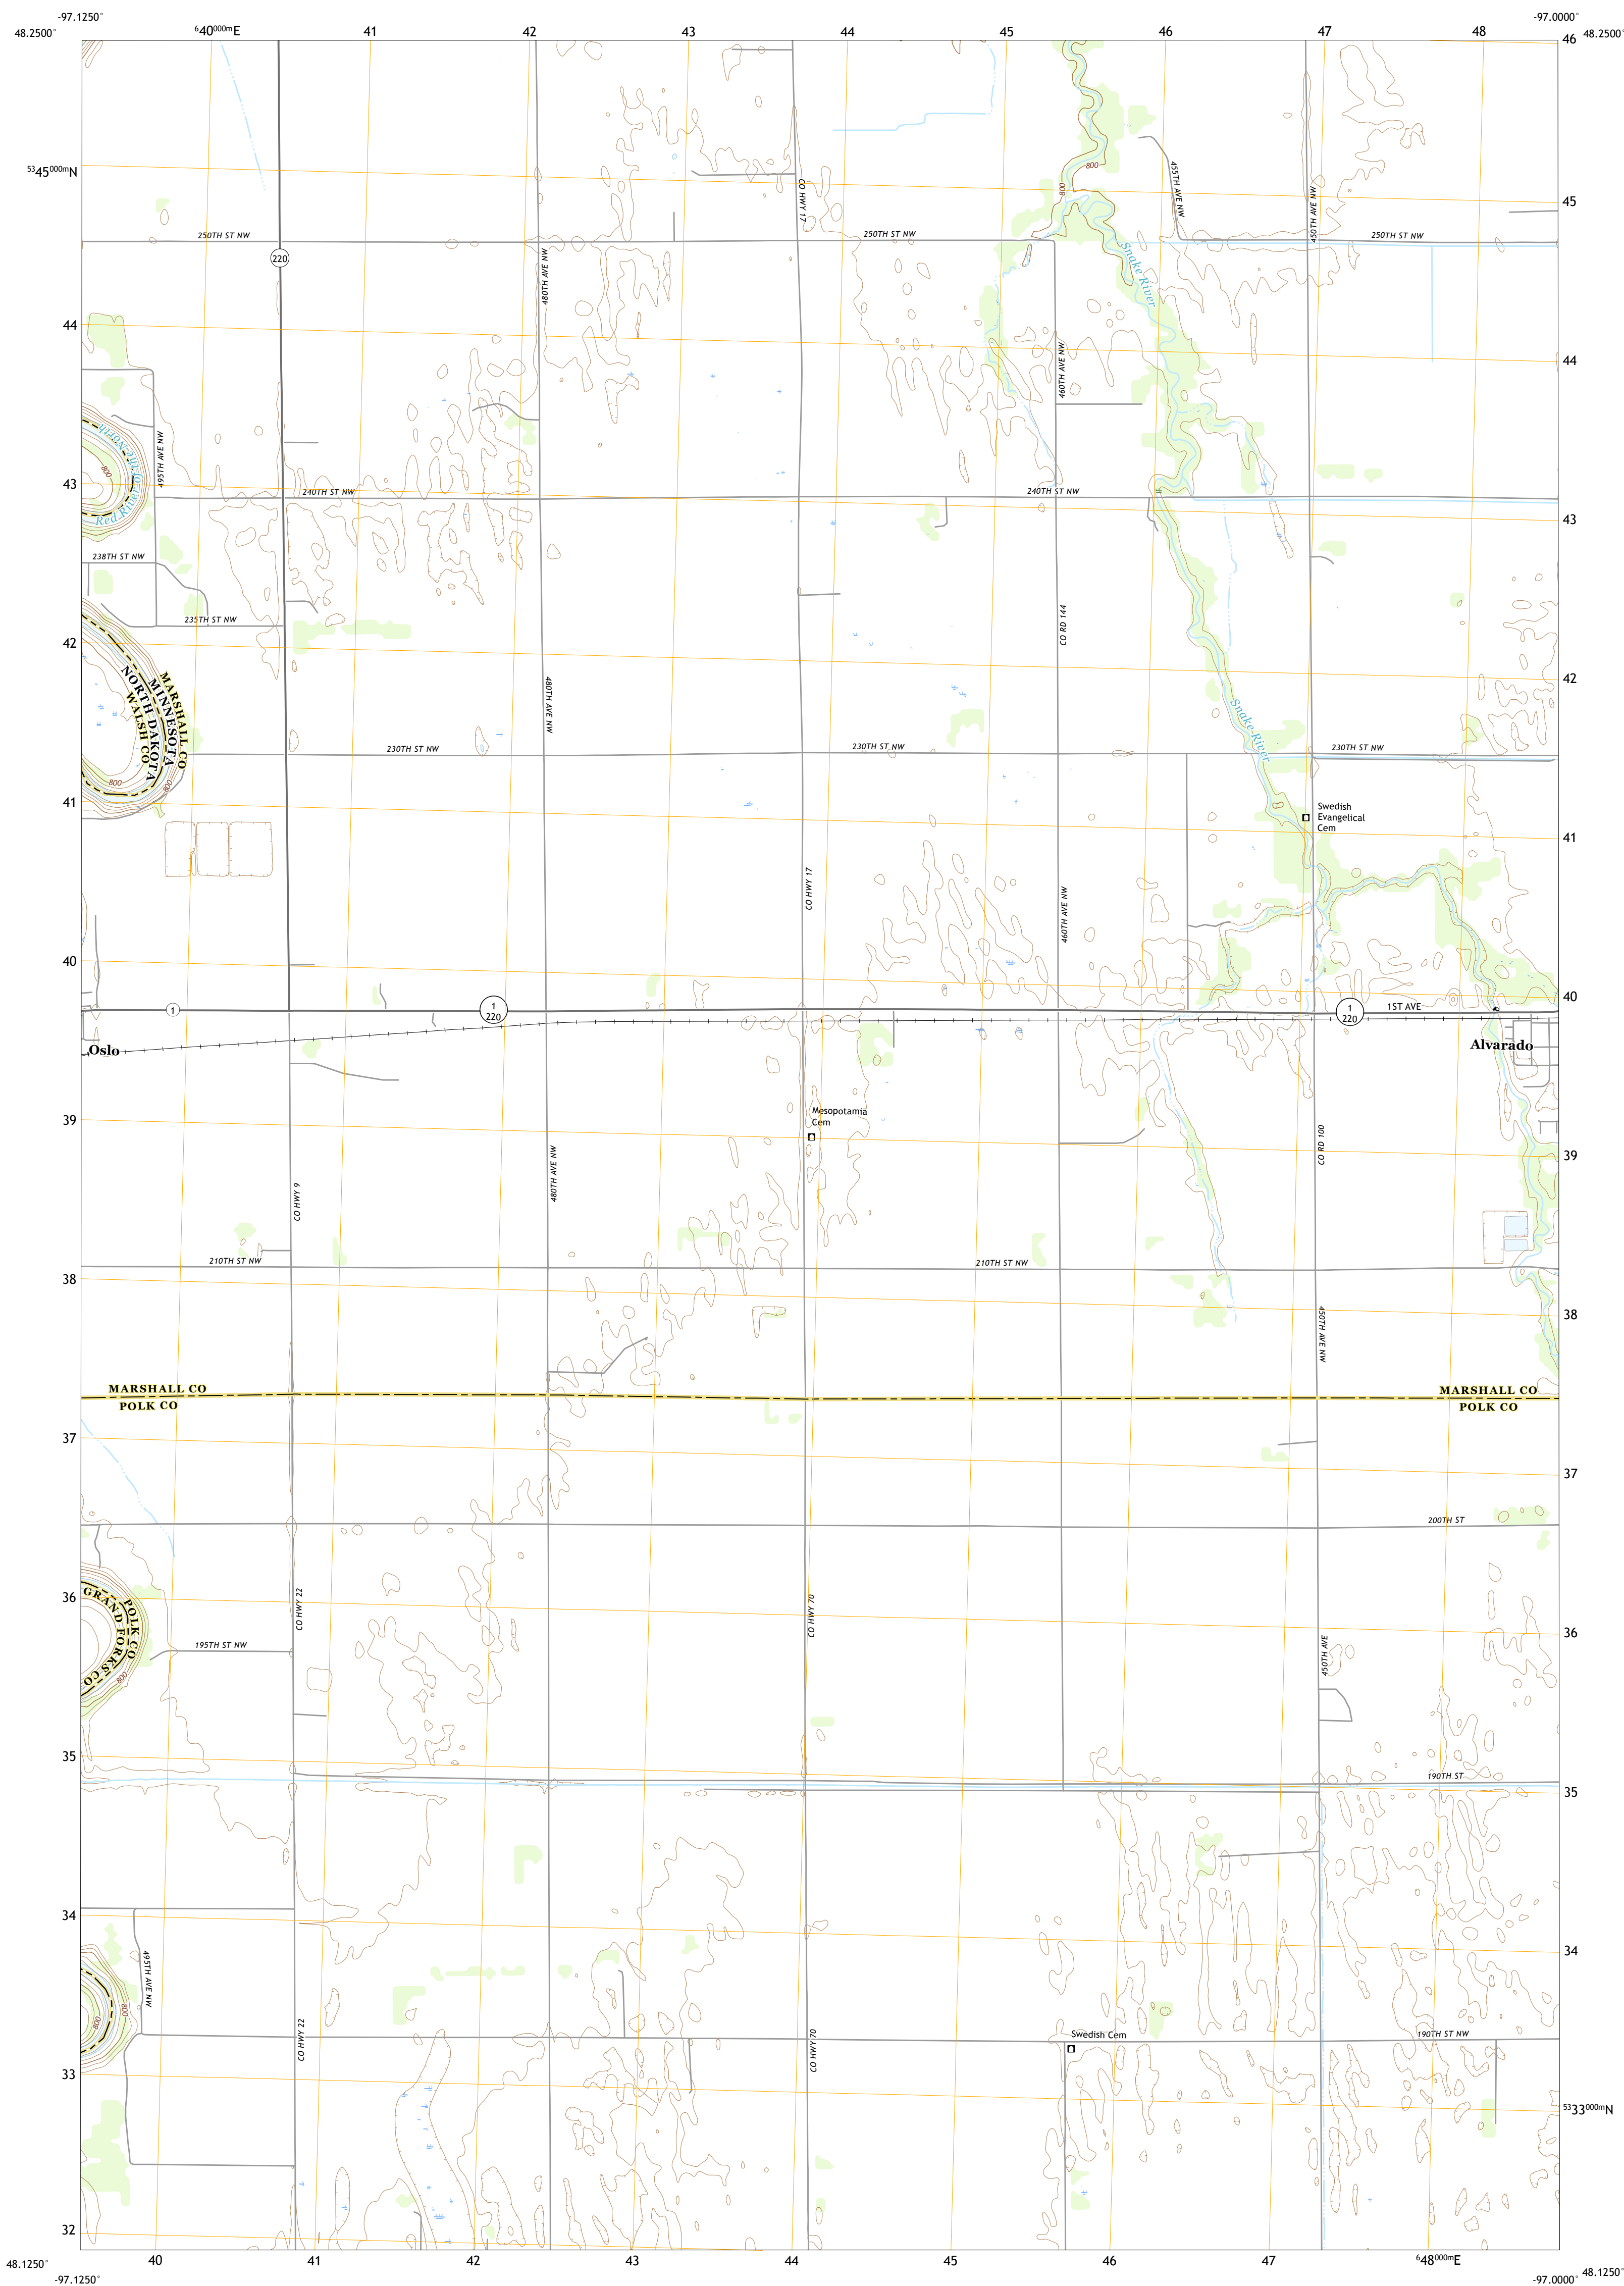 -97.1250°
-97.0000°
48.2500°
⁶40⁰⁰⁰ᵐE
41
42
43
44
45
46
47
48
46
48.2500°
⁵³45⁰⁰⁰ᵐN
45
800
800
CO HWY 17
455TH AVE NW
450TH AVE NW
250TH ST NW
250TH ST NW
250TH ST NW
220
480TH AVE NW
Snake River
44
44
460TH AVE NW
Red River of the North
800
495TH AVE NW
43
240TH ST NW
240TH ST NW
43
238TH ST NW
235TH ST NW
CO RD 144
42
42
MARSHALL CO
MINNESOTA
NORTH DAKOTA
WALSH CO
480TH AVE NW
Snake River
230TH ST NW
230TH ST NW
230TH ST NW
800
800
41
41
Swedish
Evangelical
Cem
CO HWY 17
460TH AVE NW
40
40
1
1
220
1
220
1ST AVE
Oslo
Alvarado
39
39
Mesopotamia
Cem
CO RD 100
480TH AVE NW
CO HWY 9
210TH ST NW
210TH ST NW
38
38
450TH AVE NW
MARSHALL CO
POLK CO
MARSHALL CO
POLK CO
37
37
200TH ST
36
36
GRAND FORKS CO
POLK CO
800
CO HWY 22
CO HWY 70
195TH ST NW
450TH AVE
35
35
190TH ST
34
34
495TH AVE NW
800
800
CO HWY 22
CO HWY 70
Swedish Cem
190TH ST NW
33
⁵³33⁰⁰⁰ᵐN
32
48.1250°
40
41
42
43
44
45
46
47
⁶48⁰⁰⁰ᵐE
48.1250°
-97.1250°
-97.0000°